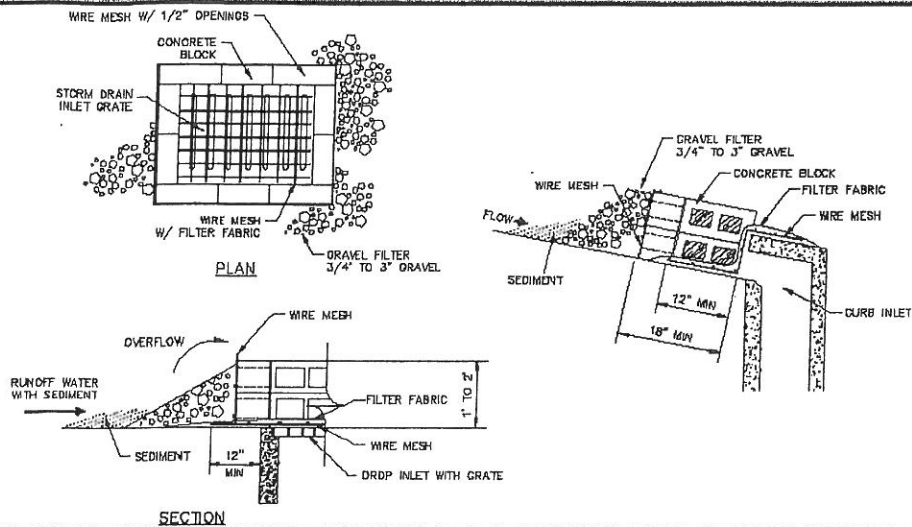 WIRE MESH W/ 1/2" OPENINGS
CONCRETE
BLOCK
STORM DRAIN
INLET GRATE
WIRE MESH
W/ FILTER FABRIC
GRAVEL FILTER
3/4" TO 3" GRAVEL
PLAN
GRAVEL FILTER
3/4" TO 3" GRAVEL
CONCRETE BLOCK
FILTER FABRIC
WIRE MESH
WIRE MESH
FLOW
SEDIMENT
12" MIN
18" MIN
CURB INLET
WIRE MESH
OVERFLOW
RUNOFF WATER
WITH SEDIMENT
1' TO 2'
FILTER FABRIC
WIRE MESH
SEDIMENT
12"
MIN
DROP INLET WITH GRATE
SECTION